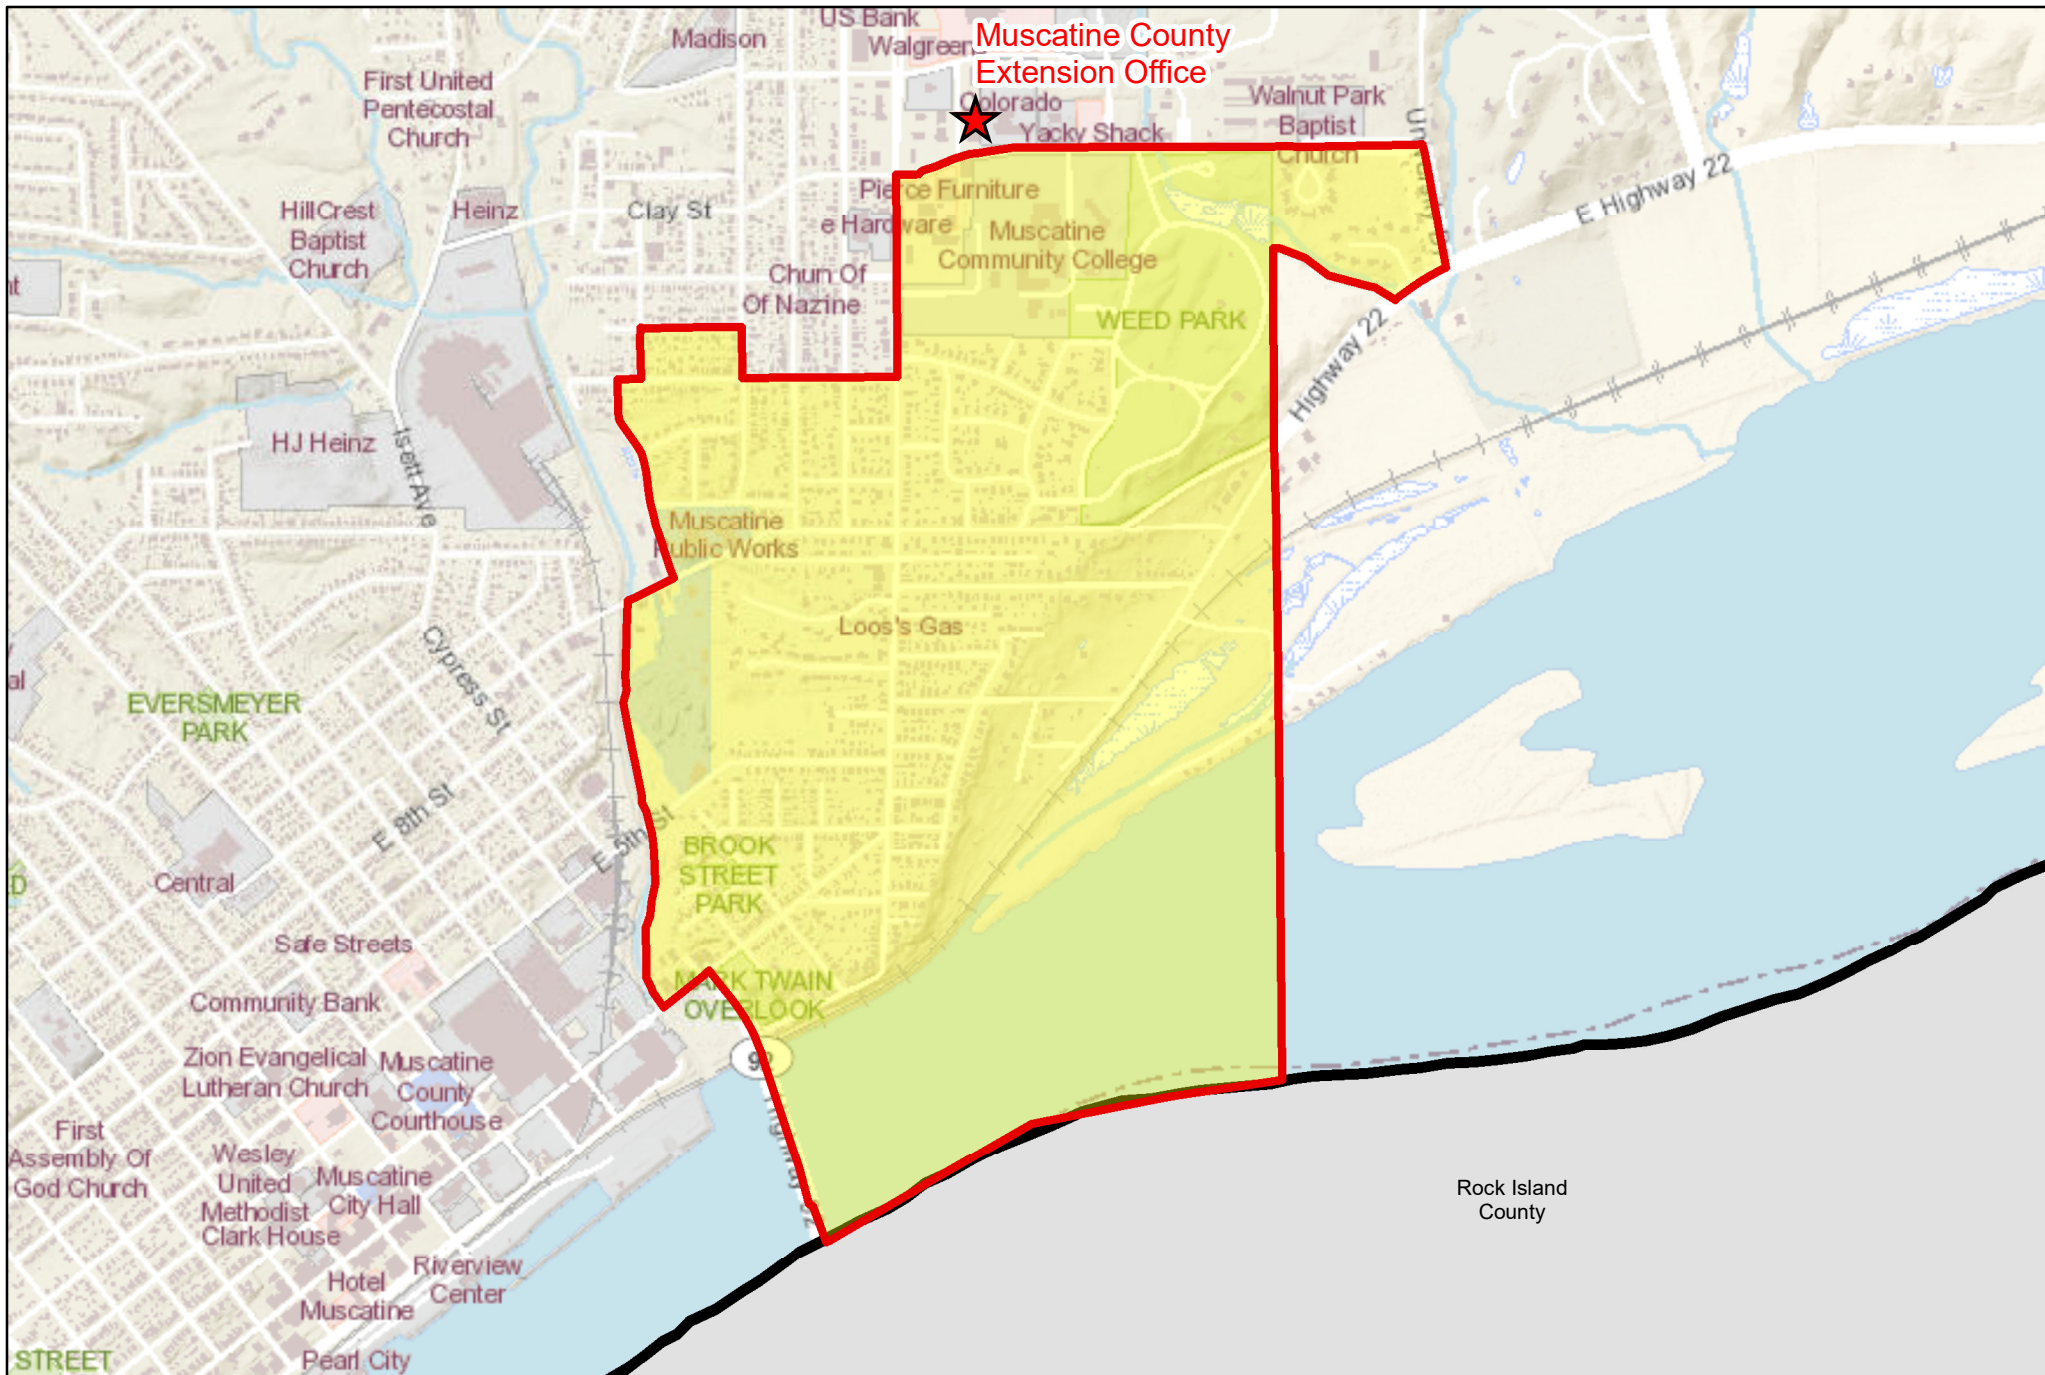 US Bank
Walgreens
Madison
Muscatine County
Extension Office
First United
Pentecostal
Church
Colorado
Yacky Shack
Walnut Park
Baptist
Church
E Highway 22
HillCrest
Baptist
Church
Heinz
Clay St
Pierce Furniture
e Hardware
Muscatine
Community College
Chun Of
Of Nazine
WEED PARK
Highway 22
HJ Heinz
Isett Ave
Muscatine
Public Works
Loos's Gas
Cypress St
EVERSMEYER
PARK
E 8th St
E 5th St
BROOK
STREET
PARK
Central
Safe Streets
MARK TWAIN
OVERLOOK
Community Bank
92
Zion Evangelical
Lutheran Church
Muscatine
County
Courthouse
Highway 92
First
Assembly Of
God Church
Wesley
United
Methodist
Clark House
Muscatine
City Hall
Rock Island
County
Hotel
Muscatine
Riverview
Center
Pearl City
STREET